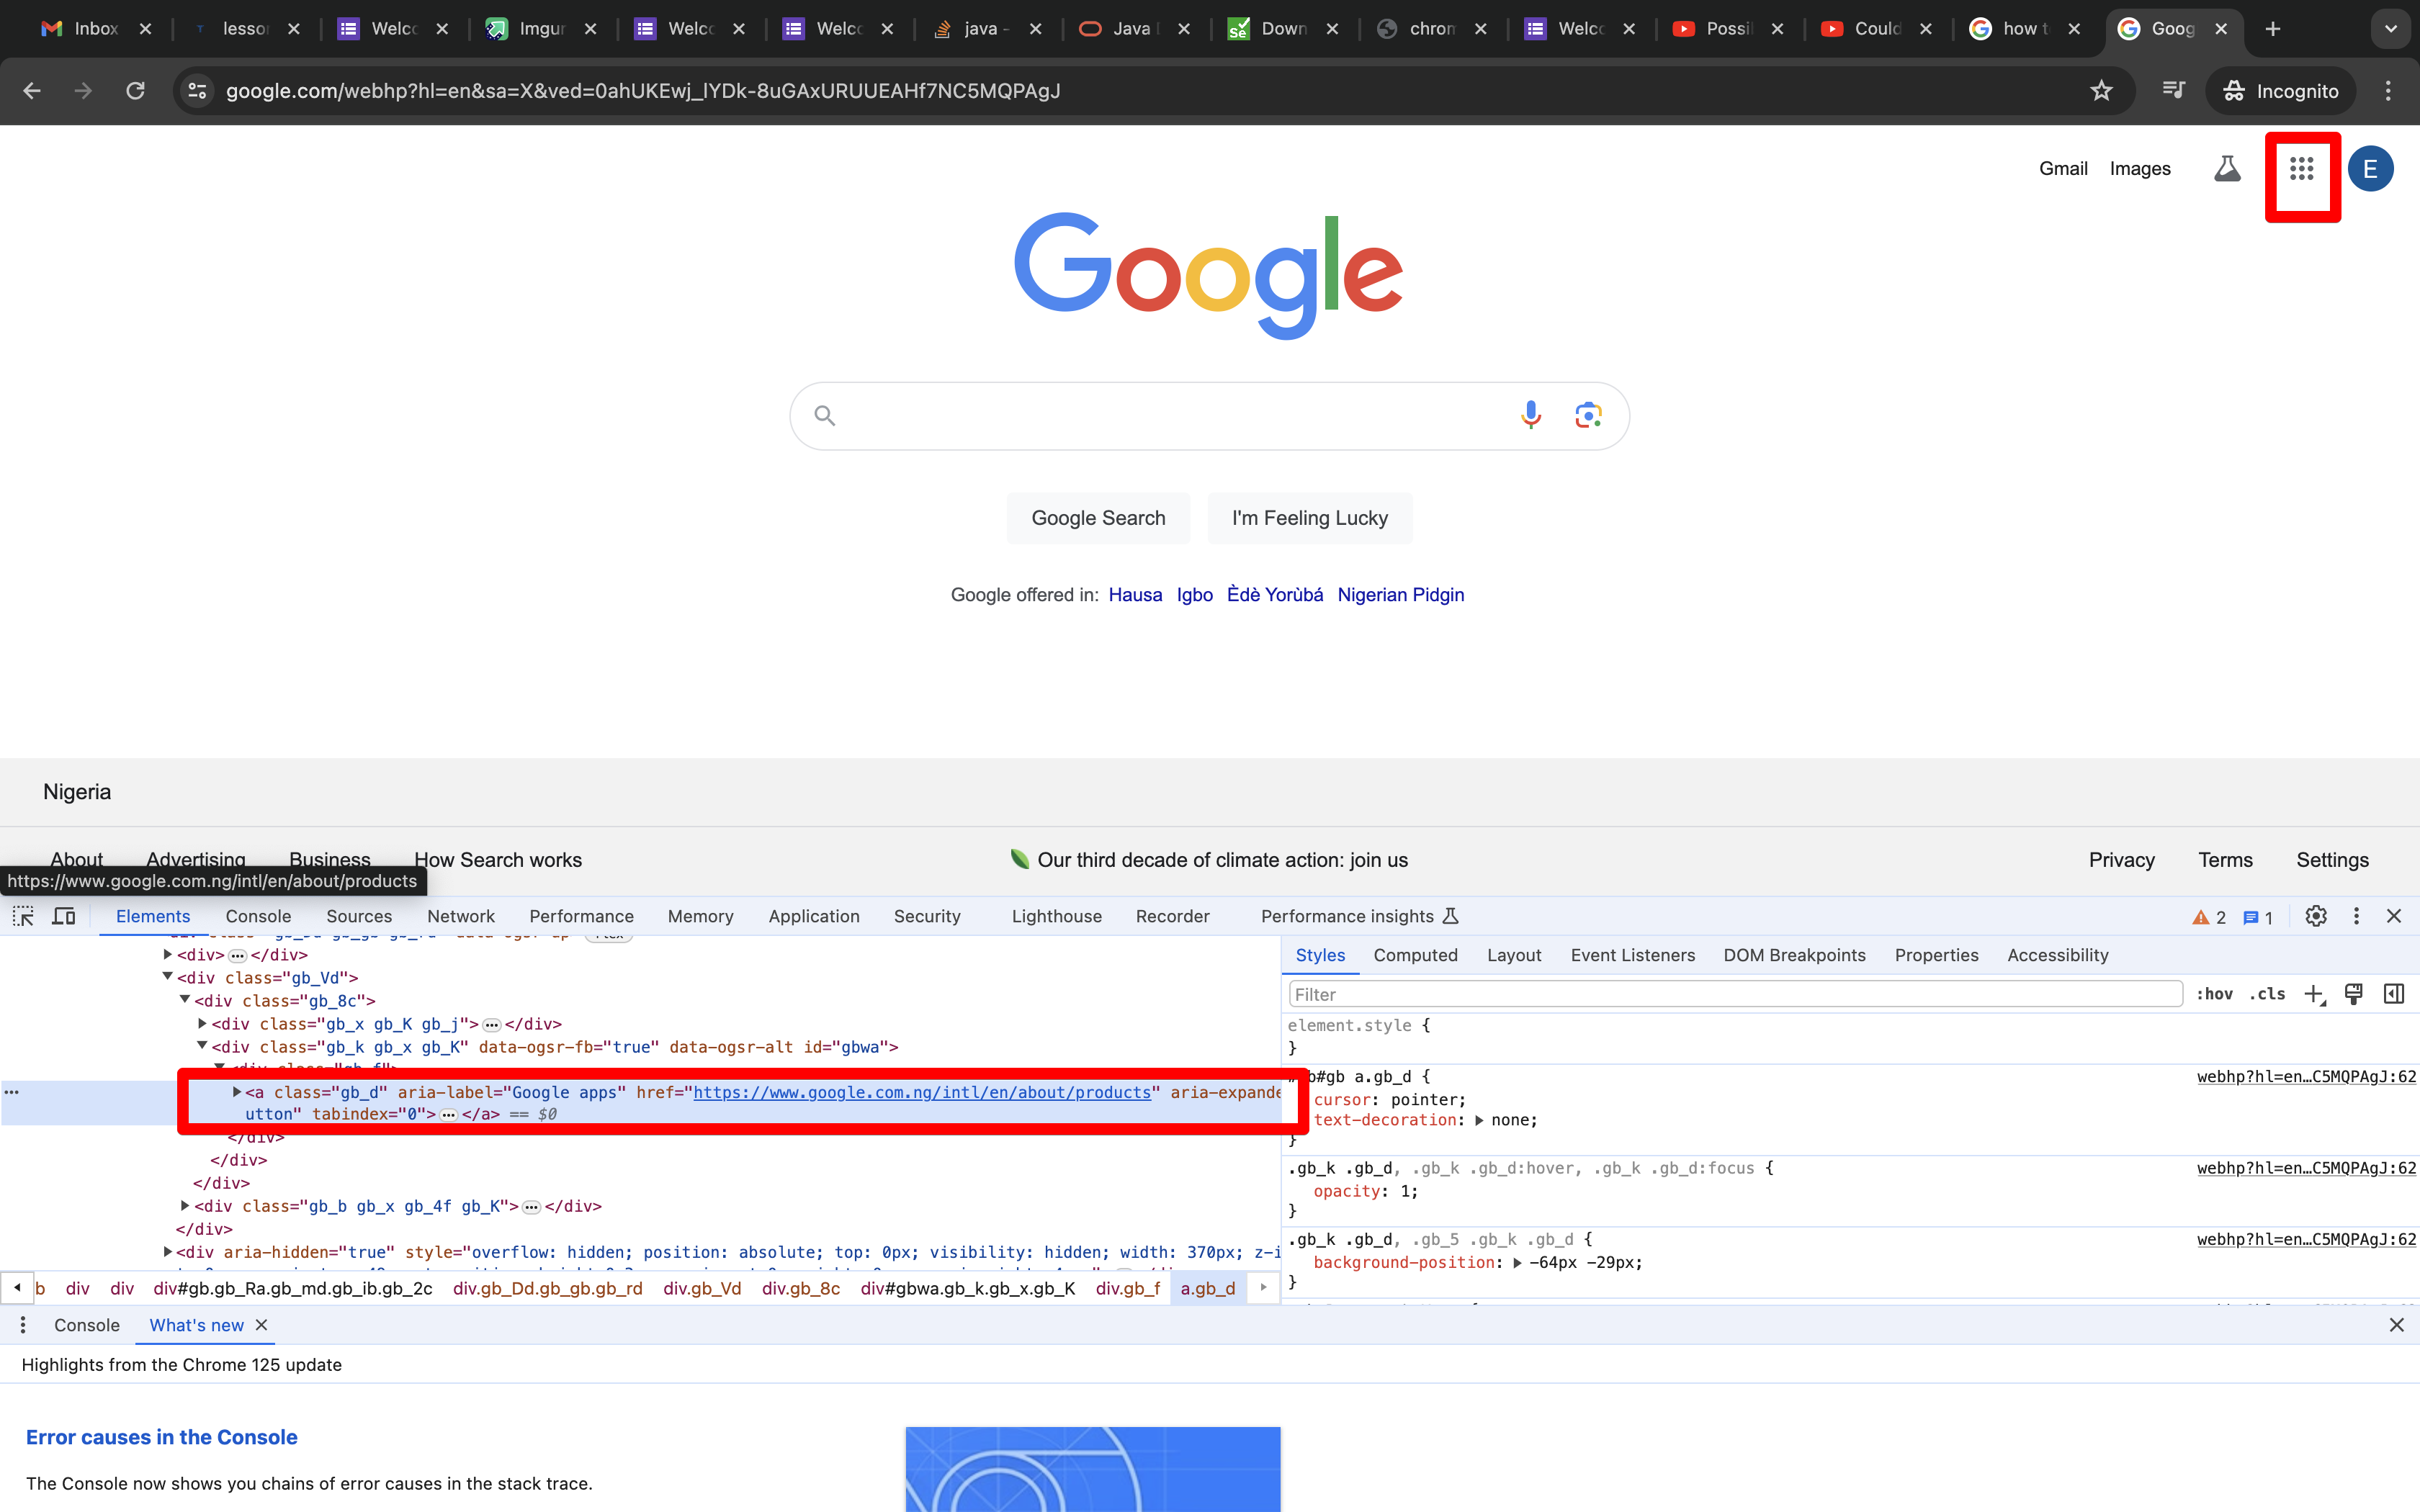 Inbox
lesson
Welc
Imgur
Welc
Welc
java -
Java
Down
chron
Welc
Possi
Could
how t
Goog
google.com/webhp?hl=en&sa=X&ved=0ahUKEwj_lYDk-8uGAxURUUEAHf7NC5MQPAgJ
Incognito
Gmail Images E
Google
Google Search I'm Feeling Lucky
Google offered in: Hausa Igbo Èdè Yorùbá Nigerian Pidgin
Nigeria
About Advertising Business How Search works Our third decade of climate action: join us Privacy Terms Settings
https://www.google.com.ng/intl/en/about/products
Elements Console Sources Network Performance Memory Application Security Lighthouse Recorder Performance insights 2 1
<div>…</div>
<div class="gb_Vd">
<div class="gb_8c">
<div class="gb_x gb_K gb_j">…</div>
<div class="gb_k gb_x gb_K" data-ogsr-fb="true" data-ogsr-alt id="gbwa">
<a class="gb_d" aria-label="Google apps" href="https://www.google.com.ng/intl/en/about/products" aria-expande
utton" tabindex="0">…</a> == $0
</div>
</div>
</div>
<div class="gb_b gb_x gb_4f gb_K">…</div>
</div>
<div aria-hidden="true" style="overflow: hidden; position: absolute; top: 0px; visibility: hidden; width: 370px; z-i
b div div div#gb.gb_Ra.gb_md.gb_ib.gb_2c div.gb_Dd.gb_gb.gb_rd div.gb_Vd div.gb_8c div#gbwa.gb_k.gb_x.gb_K div.gb_f a.gb_d
Styles Computed Layout Event Listeners DOM Breakpoints Properties Accessibility
Filter :hov .cls
element.style {
}
b#gb a.gb_d { webhp?hl=en…C5MQPAgJ:62
cursor: pointer;
text-decoration: none;
}
.gb_k .gb_d, .gb_k .gb_d:hover, .gb_k .gb_d:focus { webhp?hl=en…C5MQPAgJ:62
opacity: 1;
}
.gb_k .gb_d, .gb_5 .gb_k .gb_d { webhp?hl=en…C5MQPAgJ:62
background-position: -64px -29px;
}
Console What's new
Highlights from the Chrome 125 update
Error causes in the Console
The Console now shows you chains of error causes in the stack trace.